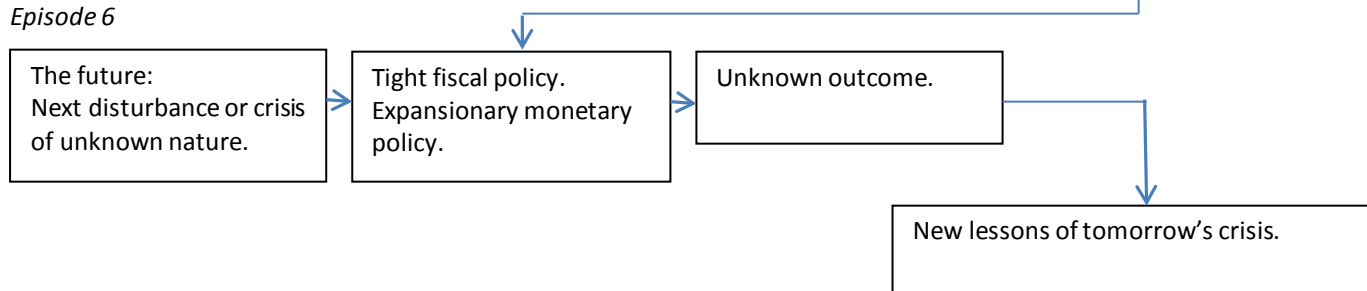 Episode 6
The future:
Next disturbance or crisis
of unknown nature.
Tight fiscal policy.
Expansionary monetary
policy.
Unknown outcome.
New lessons of tomorrow’s crisis.